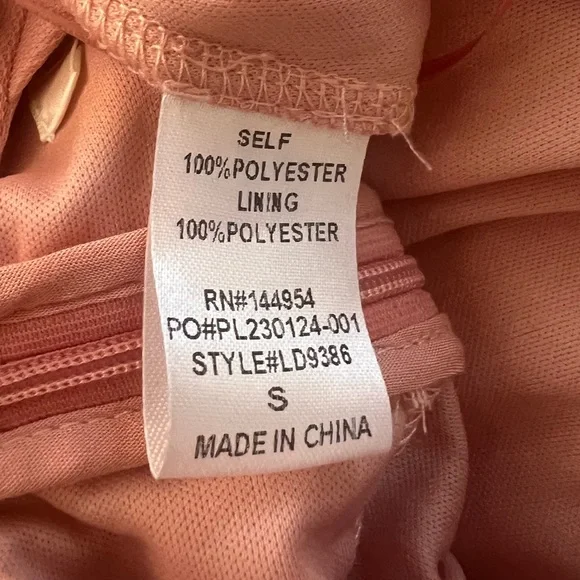 SELF
100%POLYESTER
LINING
100%POLYESTER
RN#144954
PO#PL230124-001
STYLE#LD9386
S
MADE IN CHINA